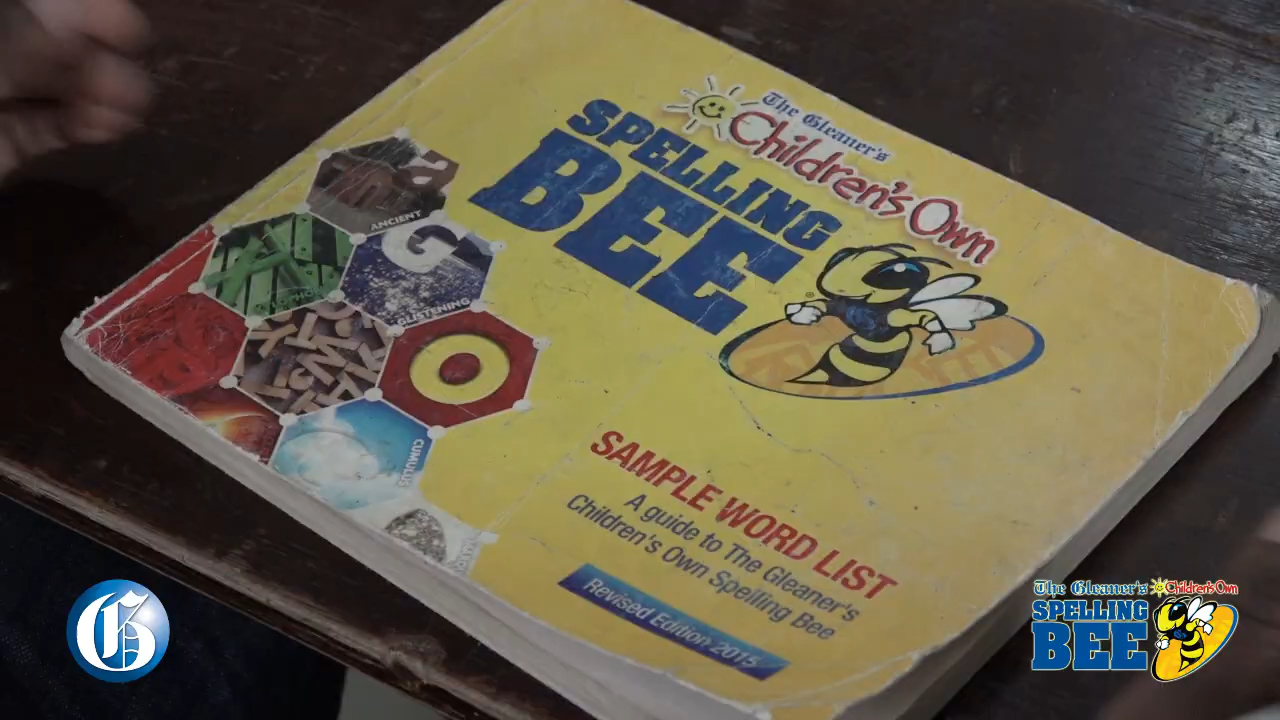 The Gleaner's
Children's Own
SPELLING
BEE
ANCIENT
G
GLISTENING
O
CUMULUS
SAMPLE WORD LIST
A guide to The Gleaner's
Children's Own Spelling Bee
Revised Edition 2015
G
The Gleaner's Children's Own
SPELLING
BEE